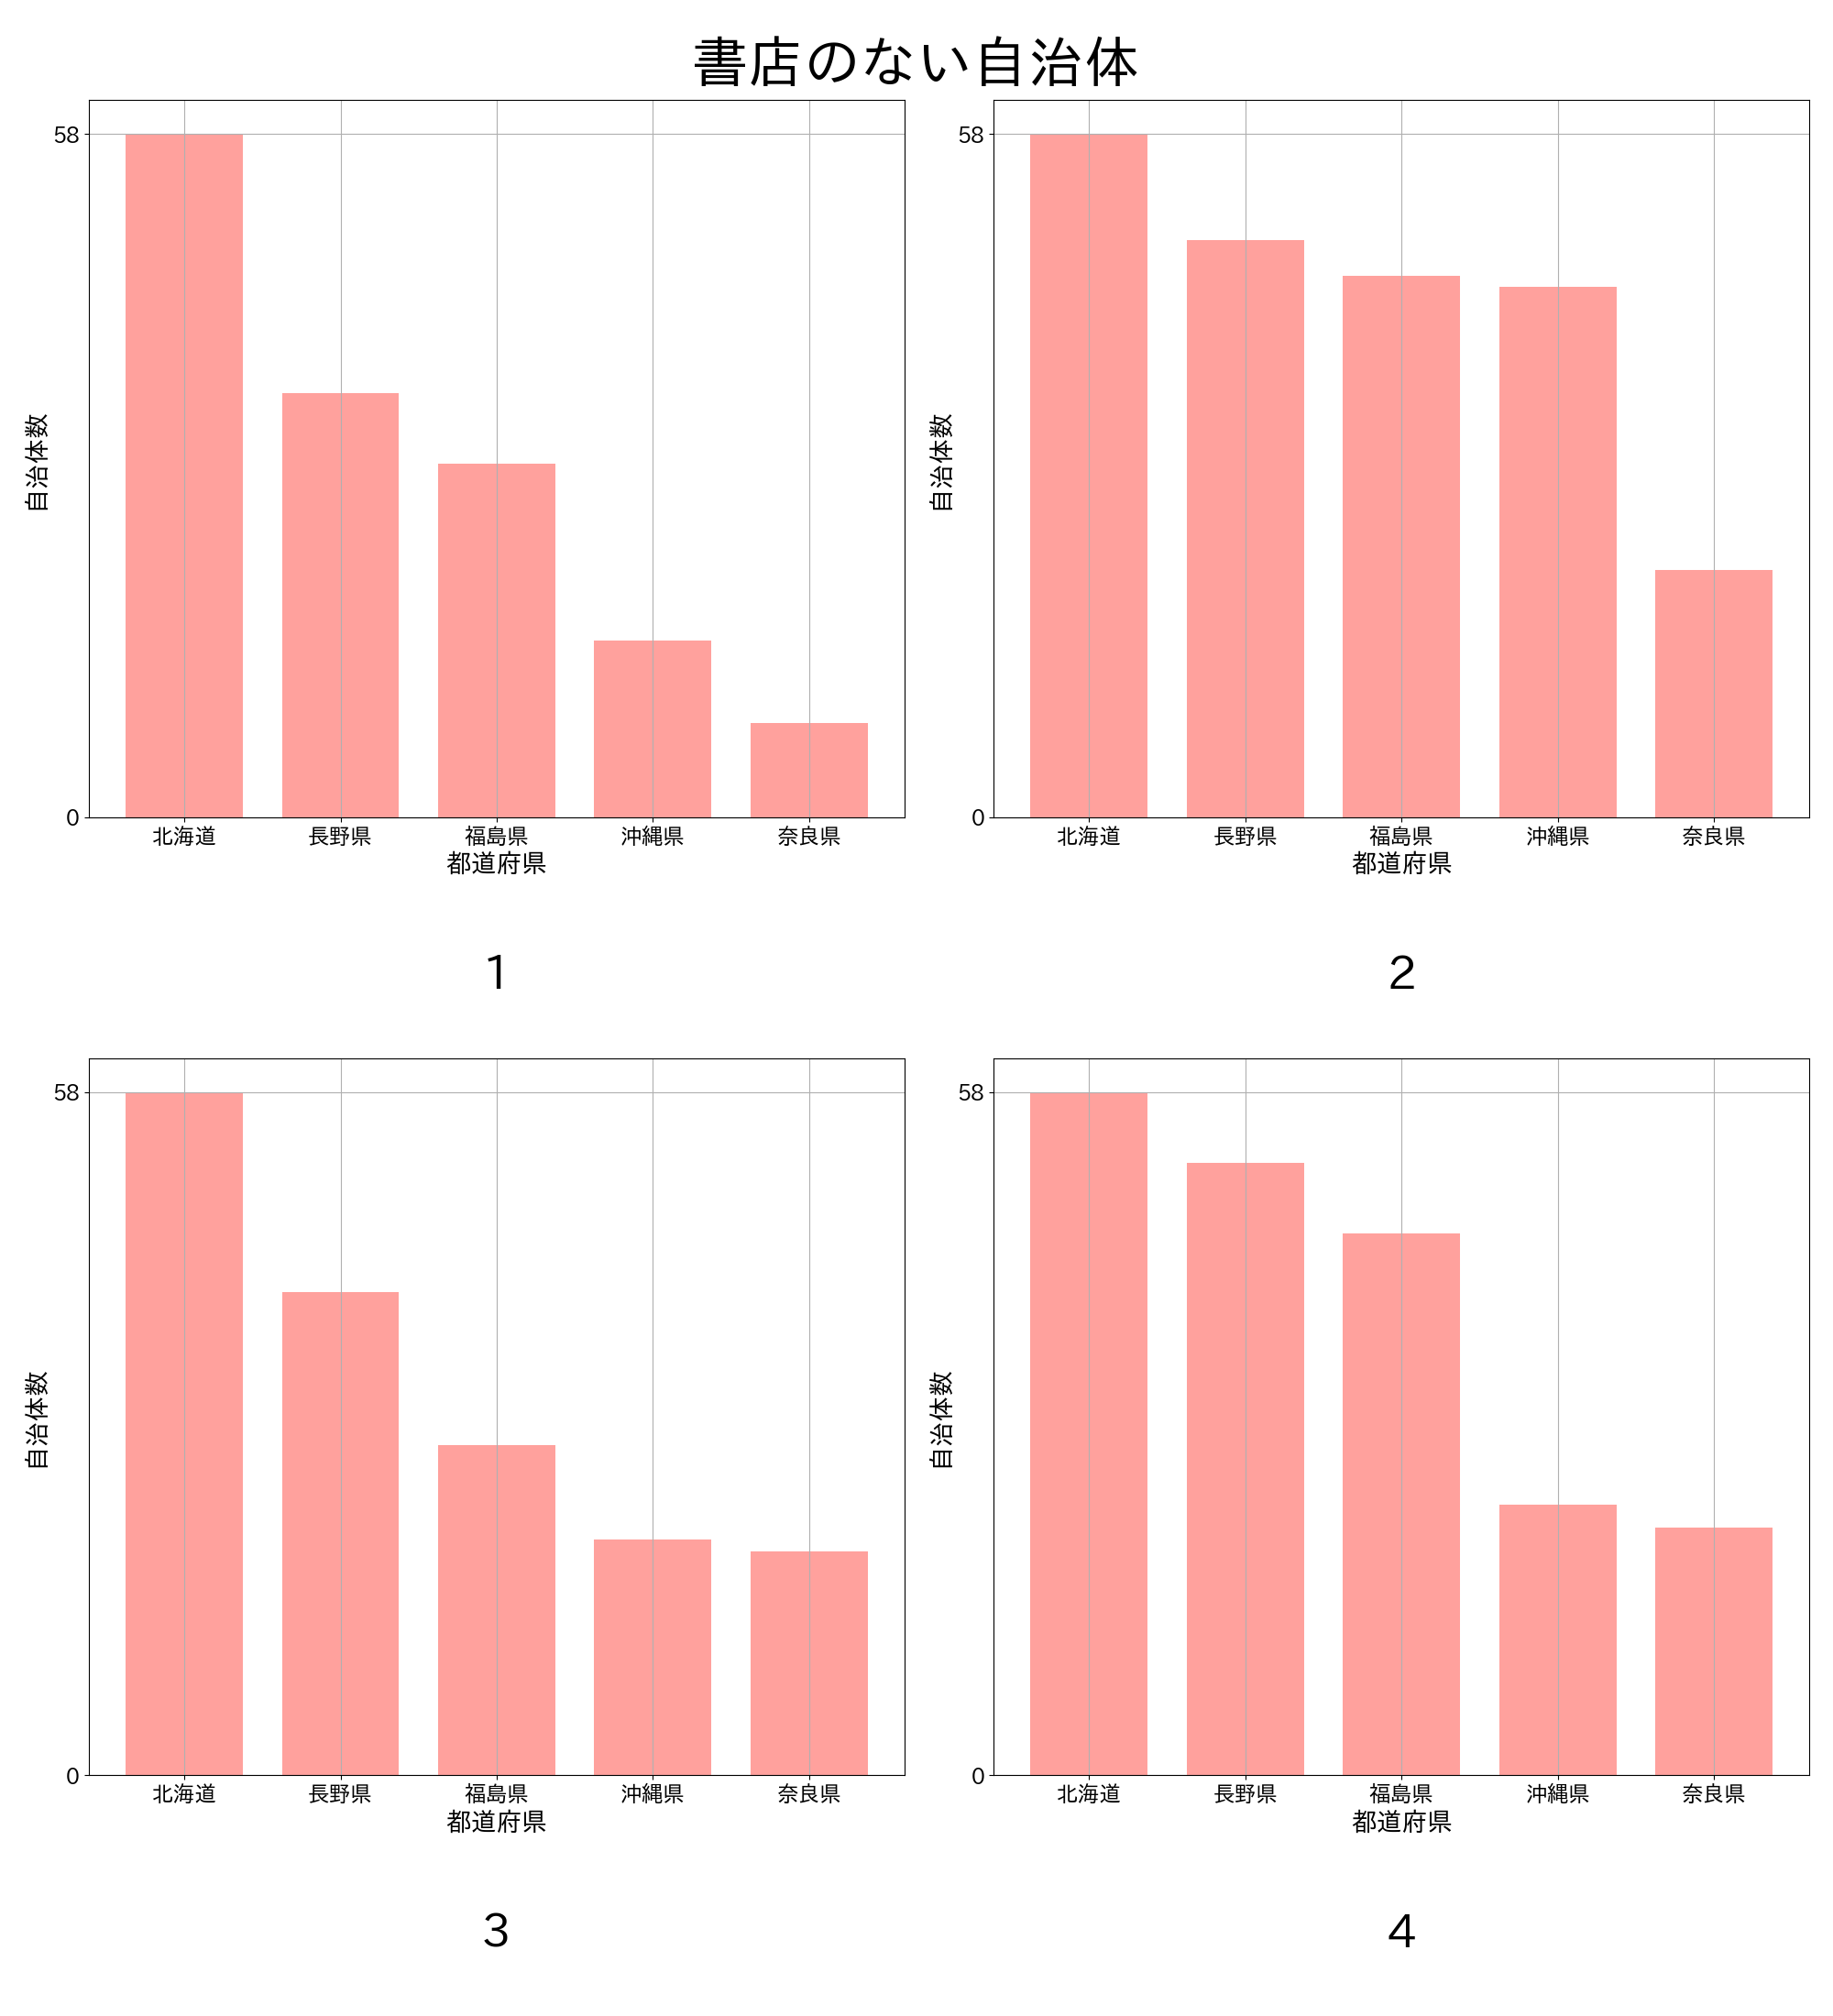 書店のない自治体
58
0
自治体数
北海道 長野県 福島県 沖縄県 奈良県
都道府県
1
58
0
自治体数
北海道 長野県 福島県 沖縄県 奈良県
都道府県
2
58
0
自治体数
北海道 長野県 福島県 沖縄県 奈良県
都道府県
3
58
0
自治体数
北海道 長野県 福島県 沖縄県 奈良県
都道府県
4